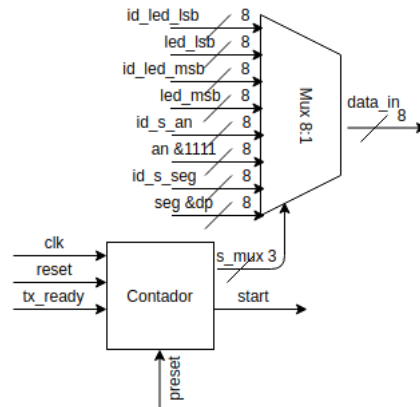 id_led_lsb 8
led_lsb 8
id_led_msb 8
led_msb 8
id_s_an 8
an &1111 8
id_s_seg 8
seg &dp 8
Mux 8:1
data_in
8
clk
reset
tx_ready
Contador
s_mux 3
start
preset